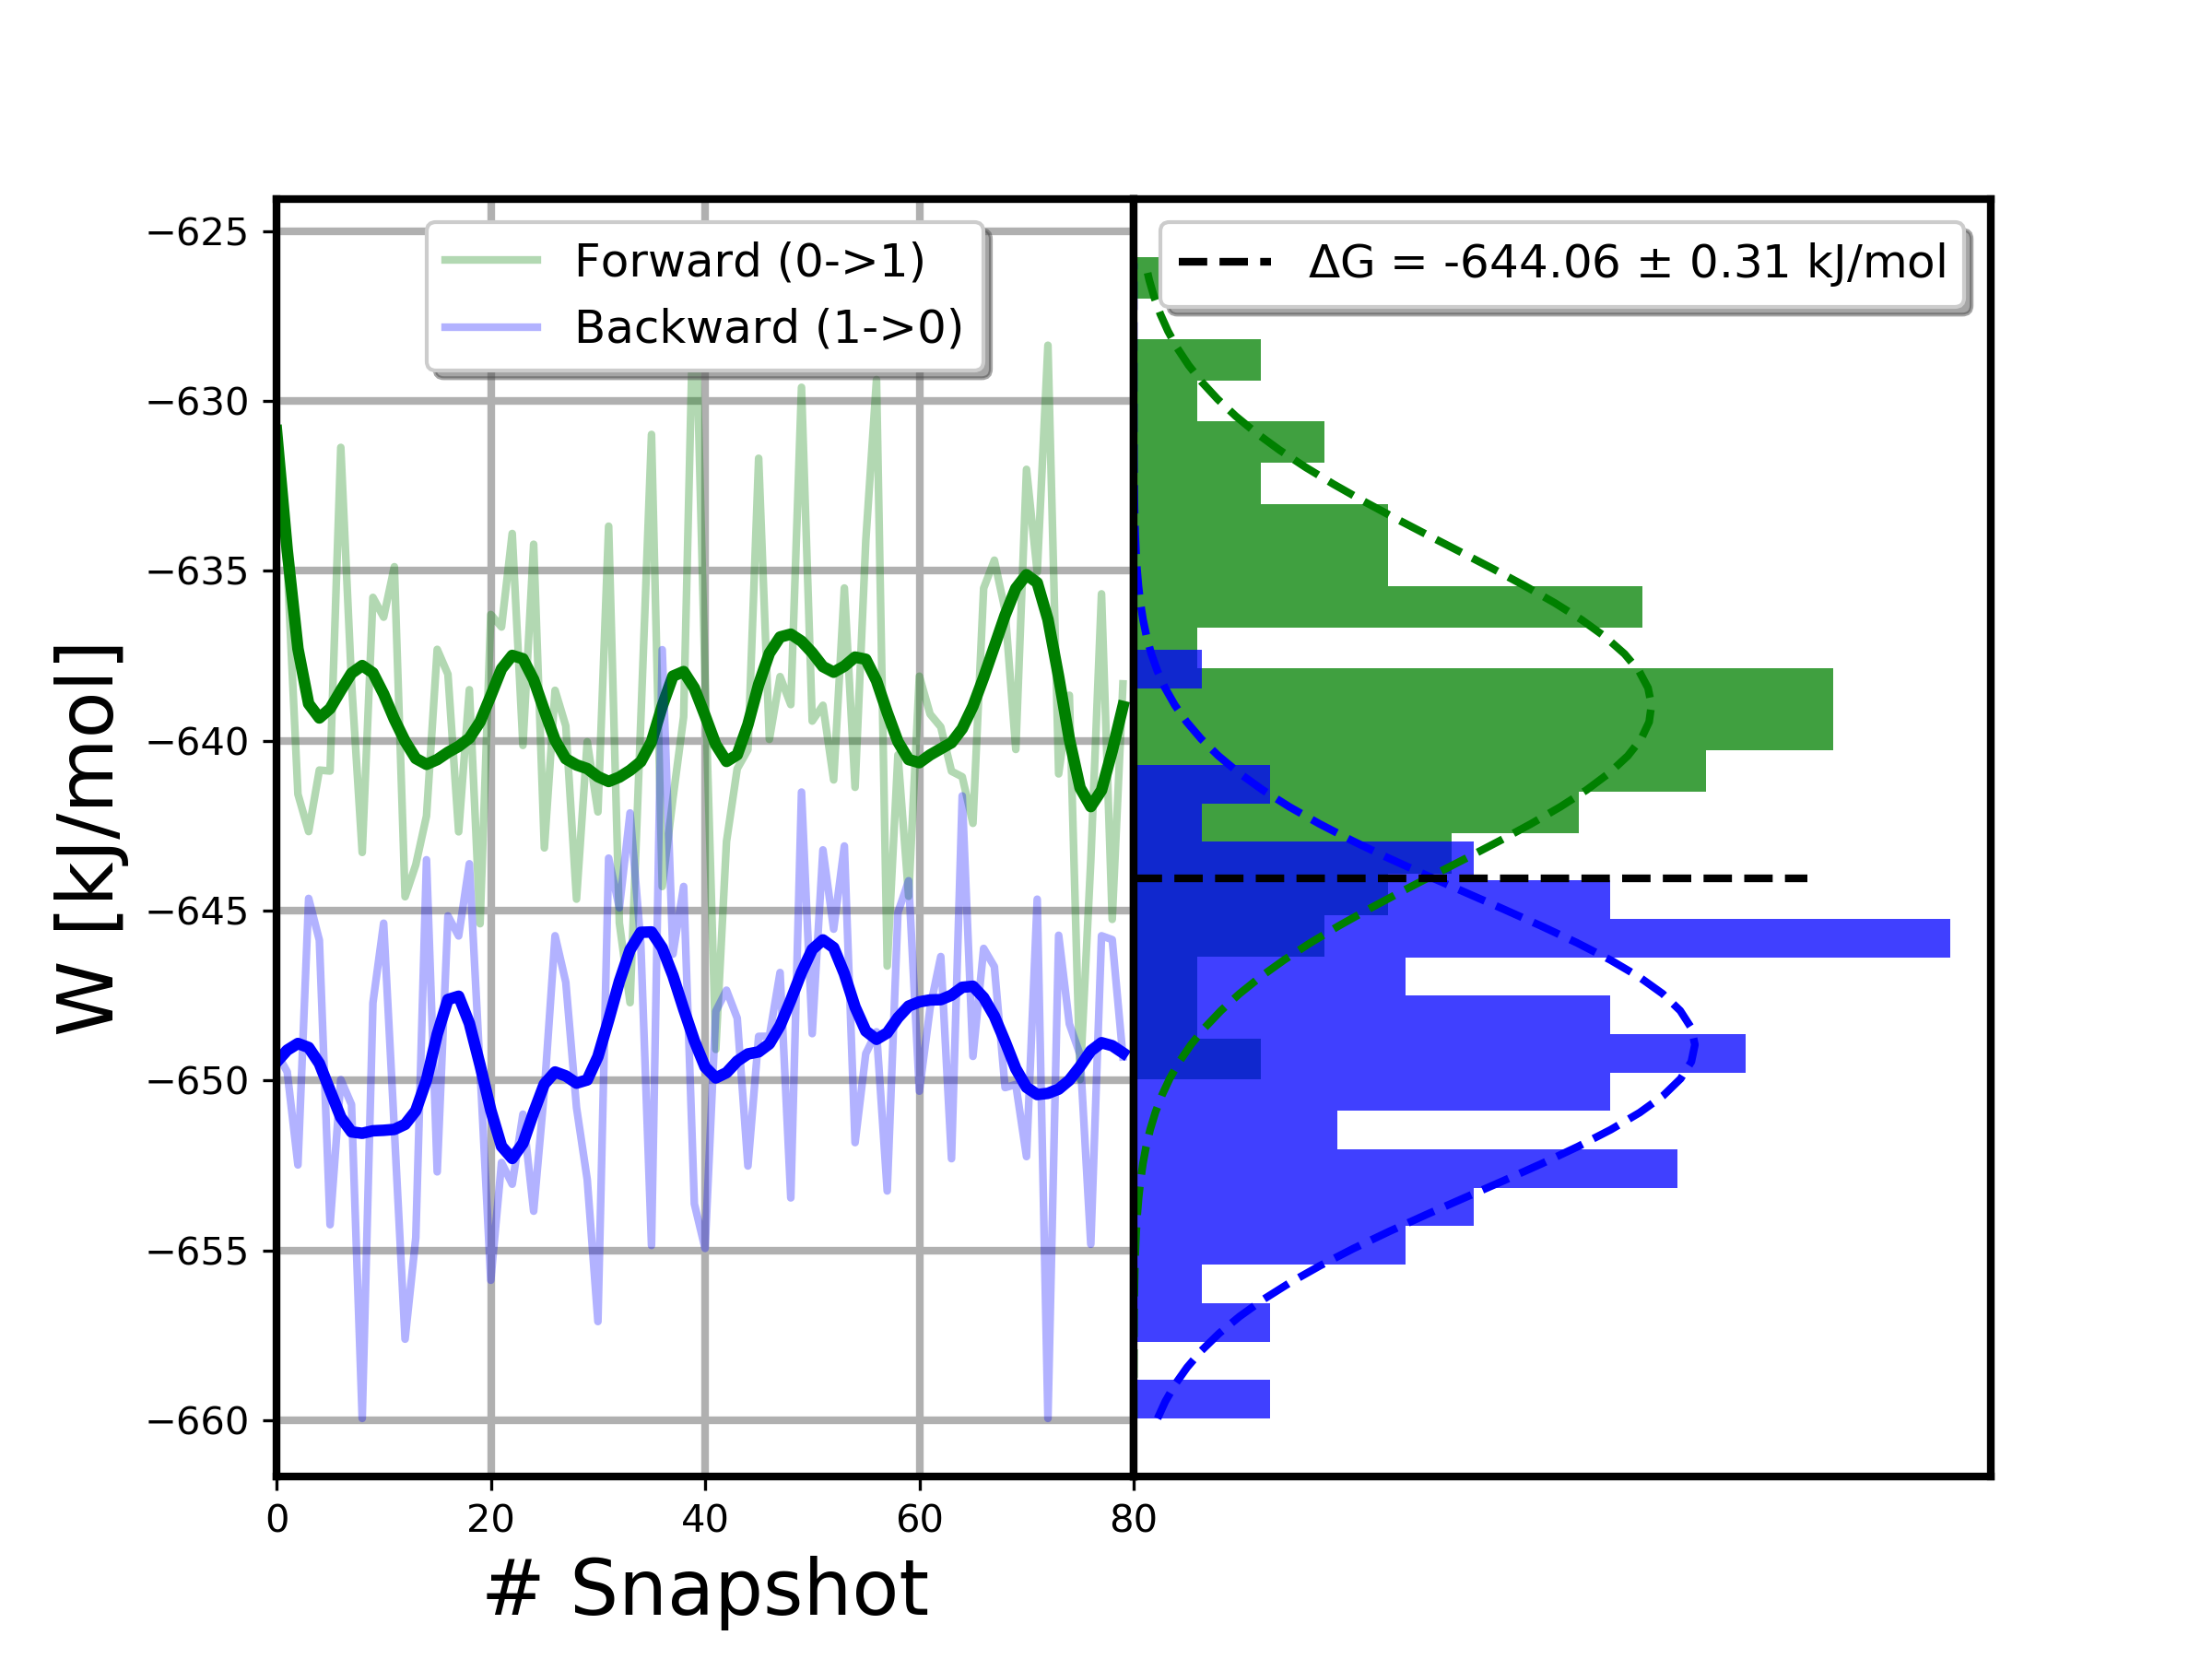 Forward (0->1)
Backward (1->0)
ΔG = -644.06 ± 0.31 kJ/mol
−625
−630
−635
−640
−645
−650
−655
−660
W [kJ/mol]
0 20 40 60 80
# Snapshot